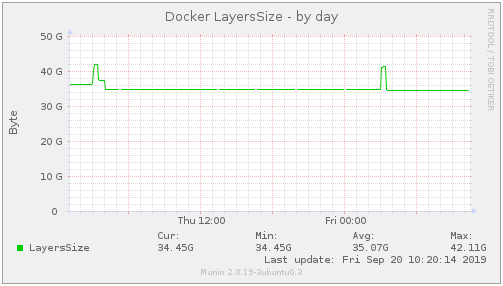 Docker LayersSize - by day
RRDTOOL / TOBI OETIKER
Byte
50 G
40 G
30 G
20 G
10 G
0
Thu 12:00 Fri 00:00
Cur: Min: Avg: Max:
LayersSize 34.45G 34.45G 35.07G 42.11G
Last update: Fri Sep 20 10:20:14 2019
Munin 2.0.19-3ubuntu0.3